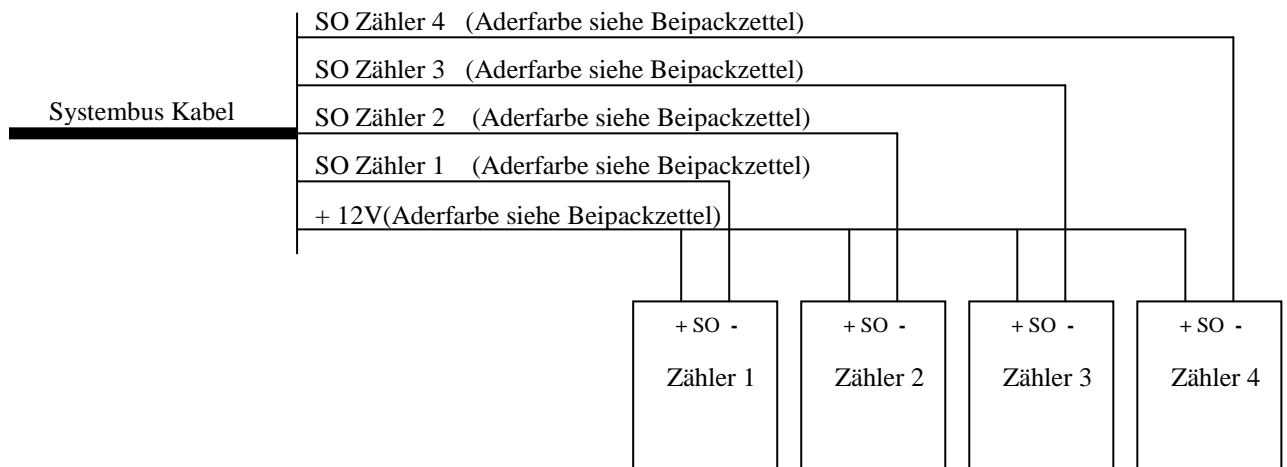 SO Zähler 4 (Aderfarbe siehe Beipackzettel)
SO Zähler 3 (Aderfarbe siehe Beipackzettel)
Systembus Kabel
SO Zähler 2 (Aderfarbe siehe Beipackzettel)
SO Zähler 1 (Aderfarbe siehe Beipackzettel)
+ 12V(Aderfarbe siehe Beipackzettel)
+ SO -
Zähler 1
+ SO -
Zähler 2
+ SO -
Zähler 3
+ SO -
Zähler 4